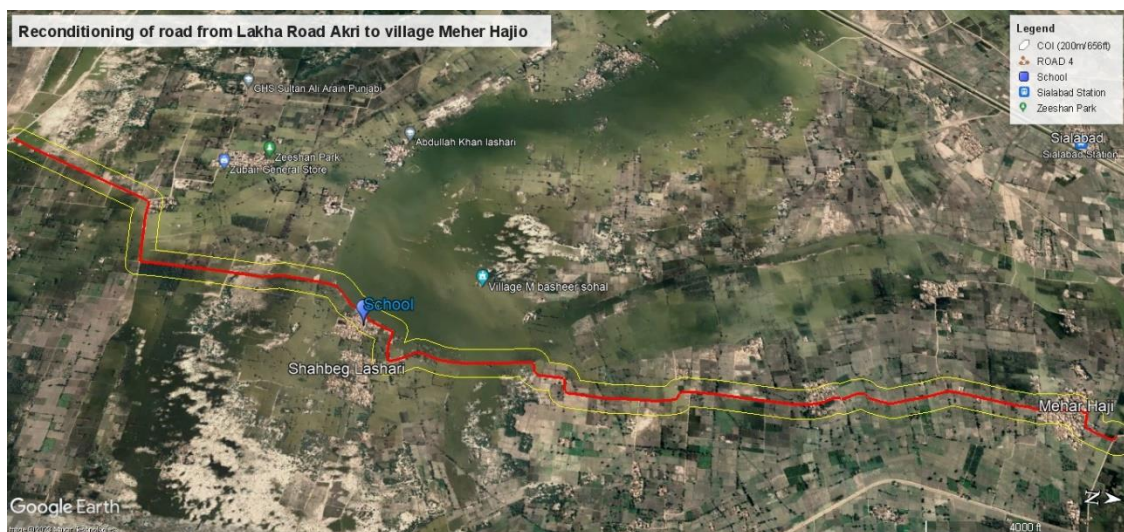 Reconditioning of road from Lakha Road Akri to village Meher Hajio
Legend
COI (200m/656ft)
ROAD 4
School
Sialabad Station
Zeeshan Park
GHS Sultan Ali Arain Punjabi
Abdullah Khan lashari
Zeeshan Park
Zubair General Store
Sialabad
Sialabad Station
Village M basheer sohal
School
Shahbeg Lashari
Mehar Haji
Google Earth
N
4000 ft